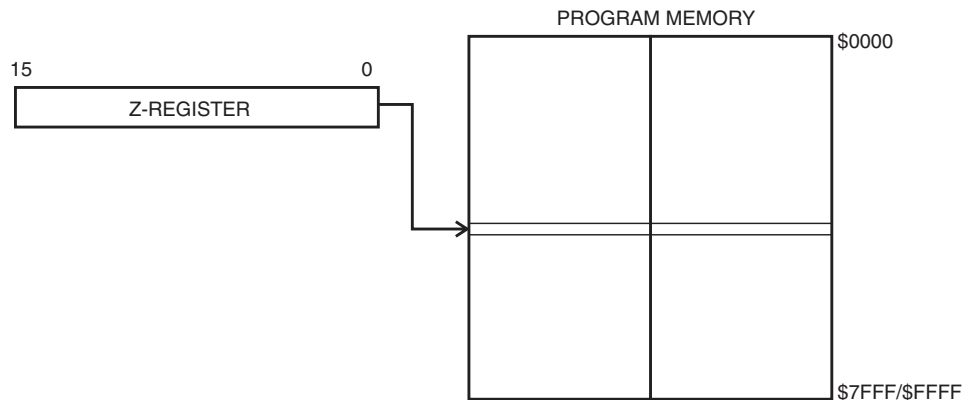 PROGRAM MEMORY
$0000
15 0
Z-REGISTER
$7FFF/$FFFF